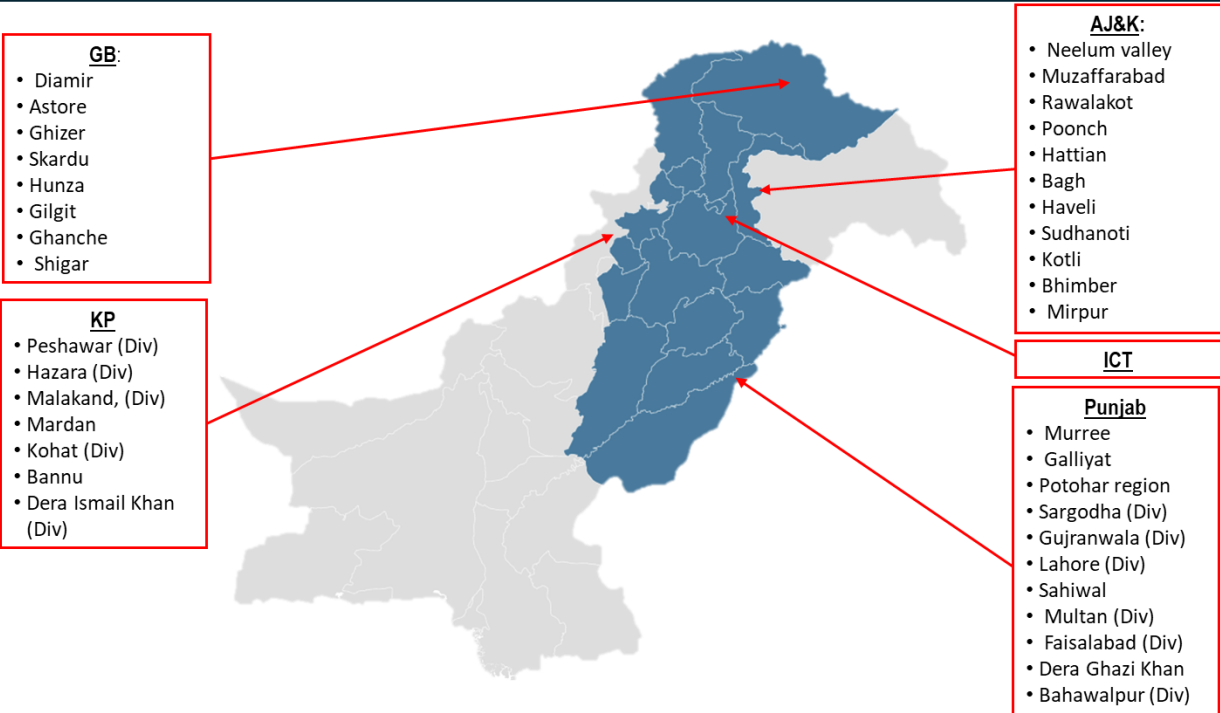 GB:
• Diamir
• Astore
• Ghizer
• Skardu
• Hunza
• Gilgit
• Ghanche
• Shigar
KP
• Peshawar (Div)
• Hazara (Div)
• Malakand, (Div)
• Mardan
• Kohat (Div)
• Bannu
• Dera Ismail Khan
(Div)
AJ&K:
• Neelum valley
• Muzaffarabad
• Rawalakot
• Poonch
• Hattian
• Bagh
• Haveli
• Sudhanoti
• Kotli
• Bhimber
• Mirpur
ICT
Punjab
• Murree
• Galliyat
• Potohar region
• Sargodha (Div)
• Gujranwala (Div)
• Lahore (Div)
• Sahiwal
• Multan (Div)
• Faisalabad (Div)
• Dera Ghazi Khan
• Bahawalpur (Div)